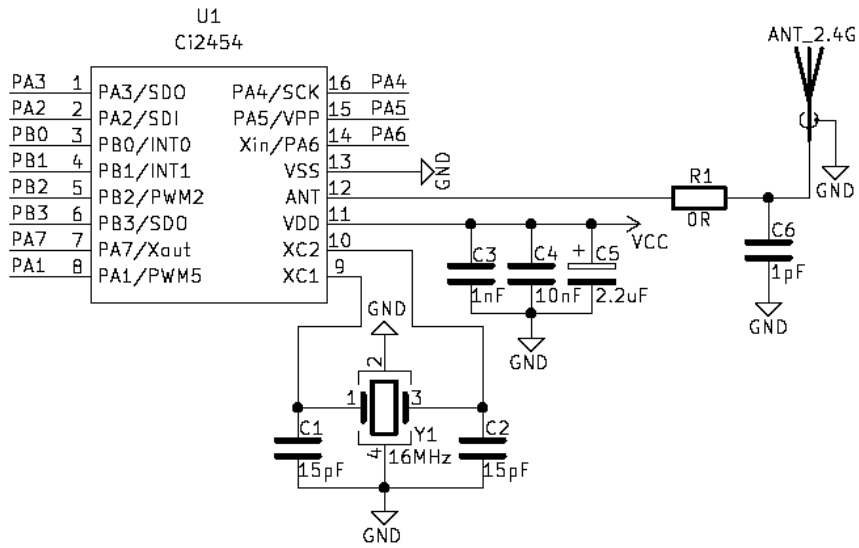 U1
Ci2454
ANT_2.4G
PA3 1 PA3/SDO PA4/SCK 16 PA4
PA2 2 PA2/SDI PA5/VPP 15 PA5
PB0 3 PB0/INT0 Xin/PA6 14 PA6
PB1 4 PB1/INT1 VSS 13 GND
PB2 5 PB2/PWM2 ANT 12 R1 GND
PB3 6 PB3/SDO VDD 11 0R
PA7 7 PA7/Xout XC2 10 VCC C6
PA1 8 PA1/PWM5 XC1 9 C3 + C4 C5 1pF
1nF 10nF 2.2uF
GND GND
GND
2
1 3
C1 Y1 C2
4 16MHz
15pF 15pF
GND